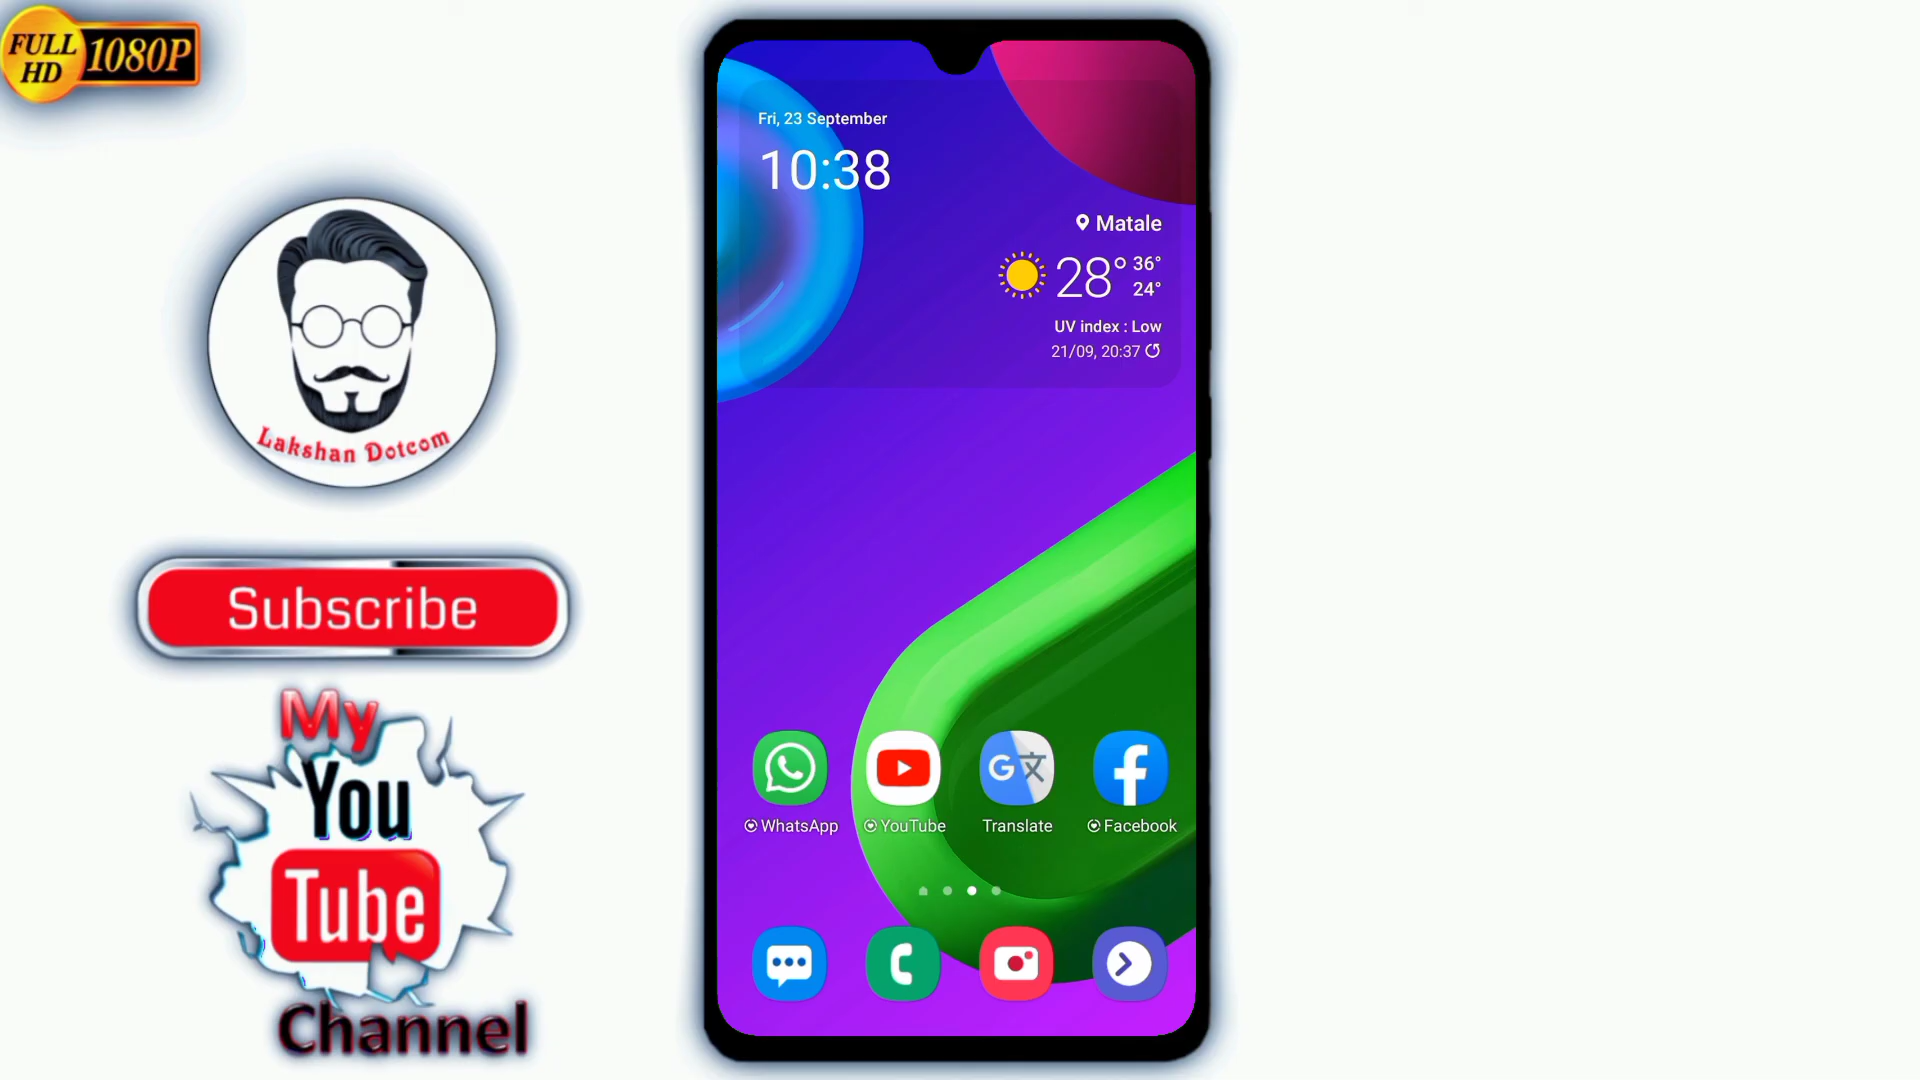 FULL HD 1080P
Lakshan Dotcom
Subscribe
My
You
Tube
Channel
Fri, 23 September
10:38
Matale
28° 36°
24°
UV index : Low
21/09, 20:37
WhatsApp YouTube Translate Facebook